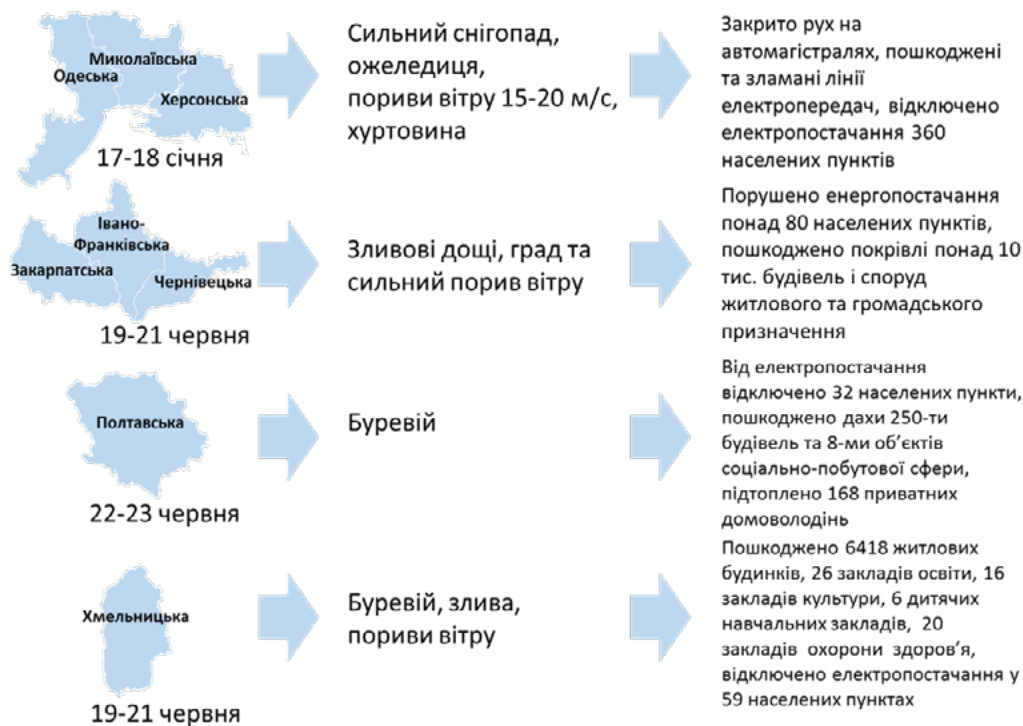 Миколаївська
Одеська
Херсонська
17-18 січня
Сильний снігопад,
ожеледиця,
пориви вітру 15-20 м/с,
хуртовина
Закрито рух на
автомагістралях, пошкоджені
та зламані лінії
електропередач, відключено
електропостачання 360
населених пунктів
Івано-
Франківська
Закарпатська
Чернівецька
19-21 червня
Зливові дощі, град та
сильний порив вітру
Порушено енергопостачання
понад 80 населених пунктів,
пошкоджено покрівлі понад 10
тис. будівель і споруд
житлового та громадського
призначення
Полтавська
22-23 червня
Буревій
Від електропостачання
відключено 32 населених пункти,
пошкоджено дахи 250-ти
будівель та 8-ми об’єктів
соціально-побутової сфери,
підтоплено 168 приватних
домоволодінь
Хмельницька
19-21 червня
Буревій, злива,
пориви вітру
Пошкоджено 6418 житлових
будинків, 26 закладів освіти, 16
закладів культури, 6 дитячих
навчальних закладів, 20
закладів охорони здоров’я,
відключено електропостачання у
59 населених пунктах